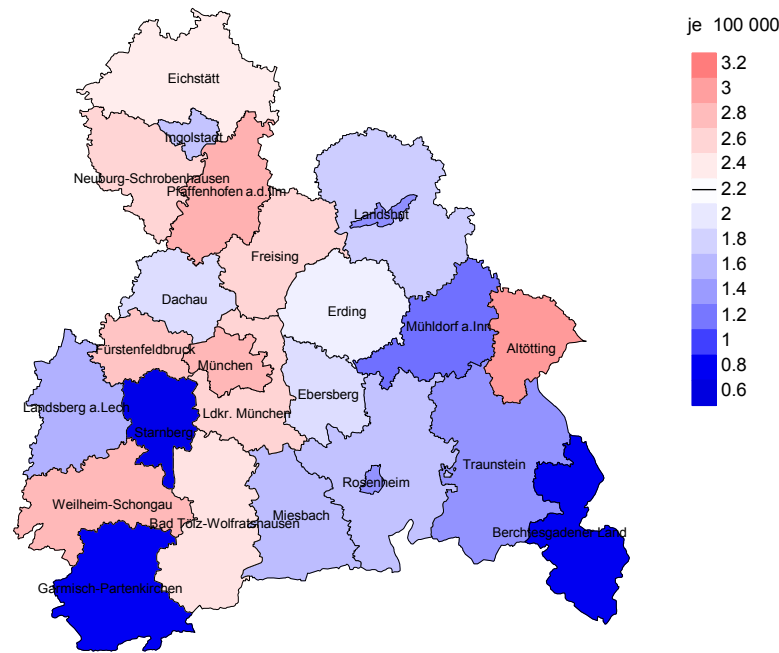 je 100 000
3.2
3
2.8
2.6
2.4
2.2
2
1.8
1.6
1.4
1
0.8
0.6
Eichstätt
Ingolstadt
Neuburg-Schrobenhausen
Pfaffenhofen a.d.Ilm
Landshut
Freising
Dachau
Erding
Mühldorf a.Inn
Fürstenfeldbruck
München
Altötting
Ebersberg
Landsberg a.Lech
Ldkr. München
Starnberg
Traunstein
Rosenheim
Weilheim-Schongau
Miesbach
Bad Tölz-Wolfratshausen
Berchtesgadener Land
Garmisch-Partenkirchen